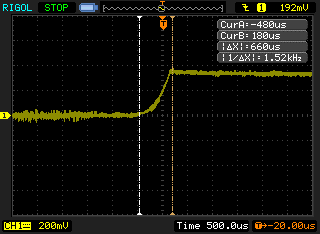 RIGOL STOP T 1 192mV
CurA:-480us
CurB: 180us
|ΔX|:660us
|1/ΔX|:1.52kHz
1
CH1 200mV Time 500.0us T→-20.00us